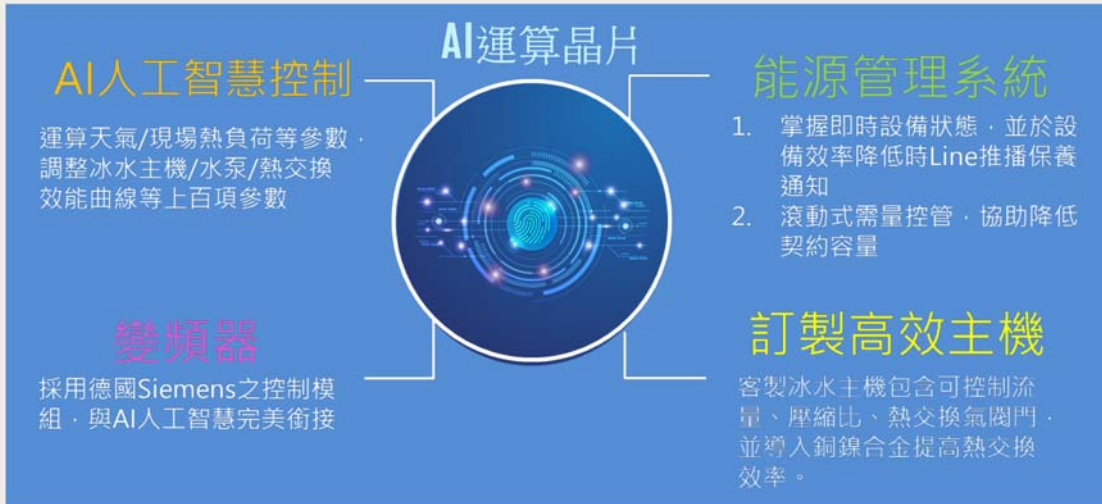 AI運算晶片
AI人工智慧控制
運算天氣/現場熱負荷等參數，
調整冰水主機/水泵/熱交換
效能曲線等上百項參數
能源管理系統
1. 掌握即時設備狀態，並於設
備效率降低時Line推播保養
通知
2. 滾動式需量控管，協助降低
契約容量
變頻器
採用德國Siemens之控制模
組，與AI人工智慧完美銜接
訂製高效主機
客製冰水主機包含可控制流
量、壓縮比、熱交換氣閥門，
並導入銅鎳合金提高熱交換
效率。